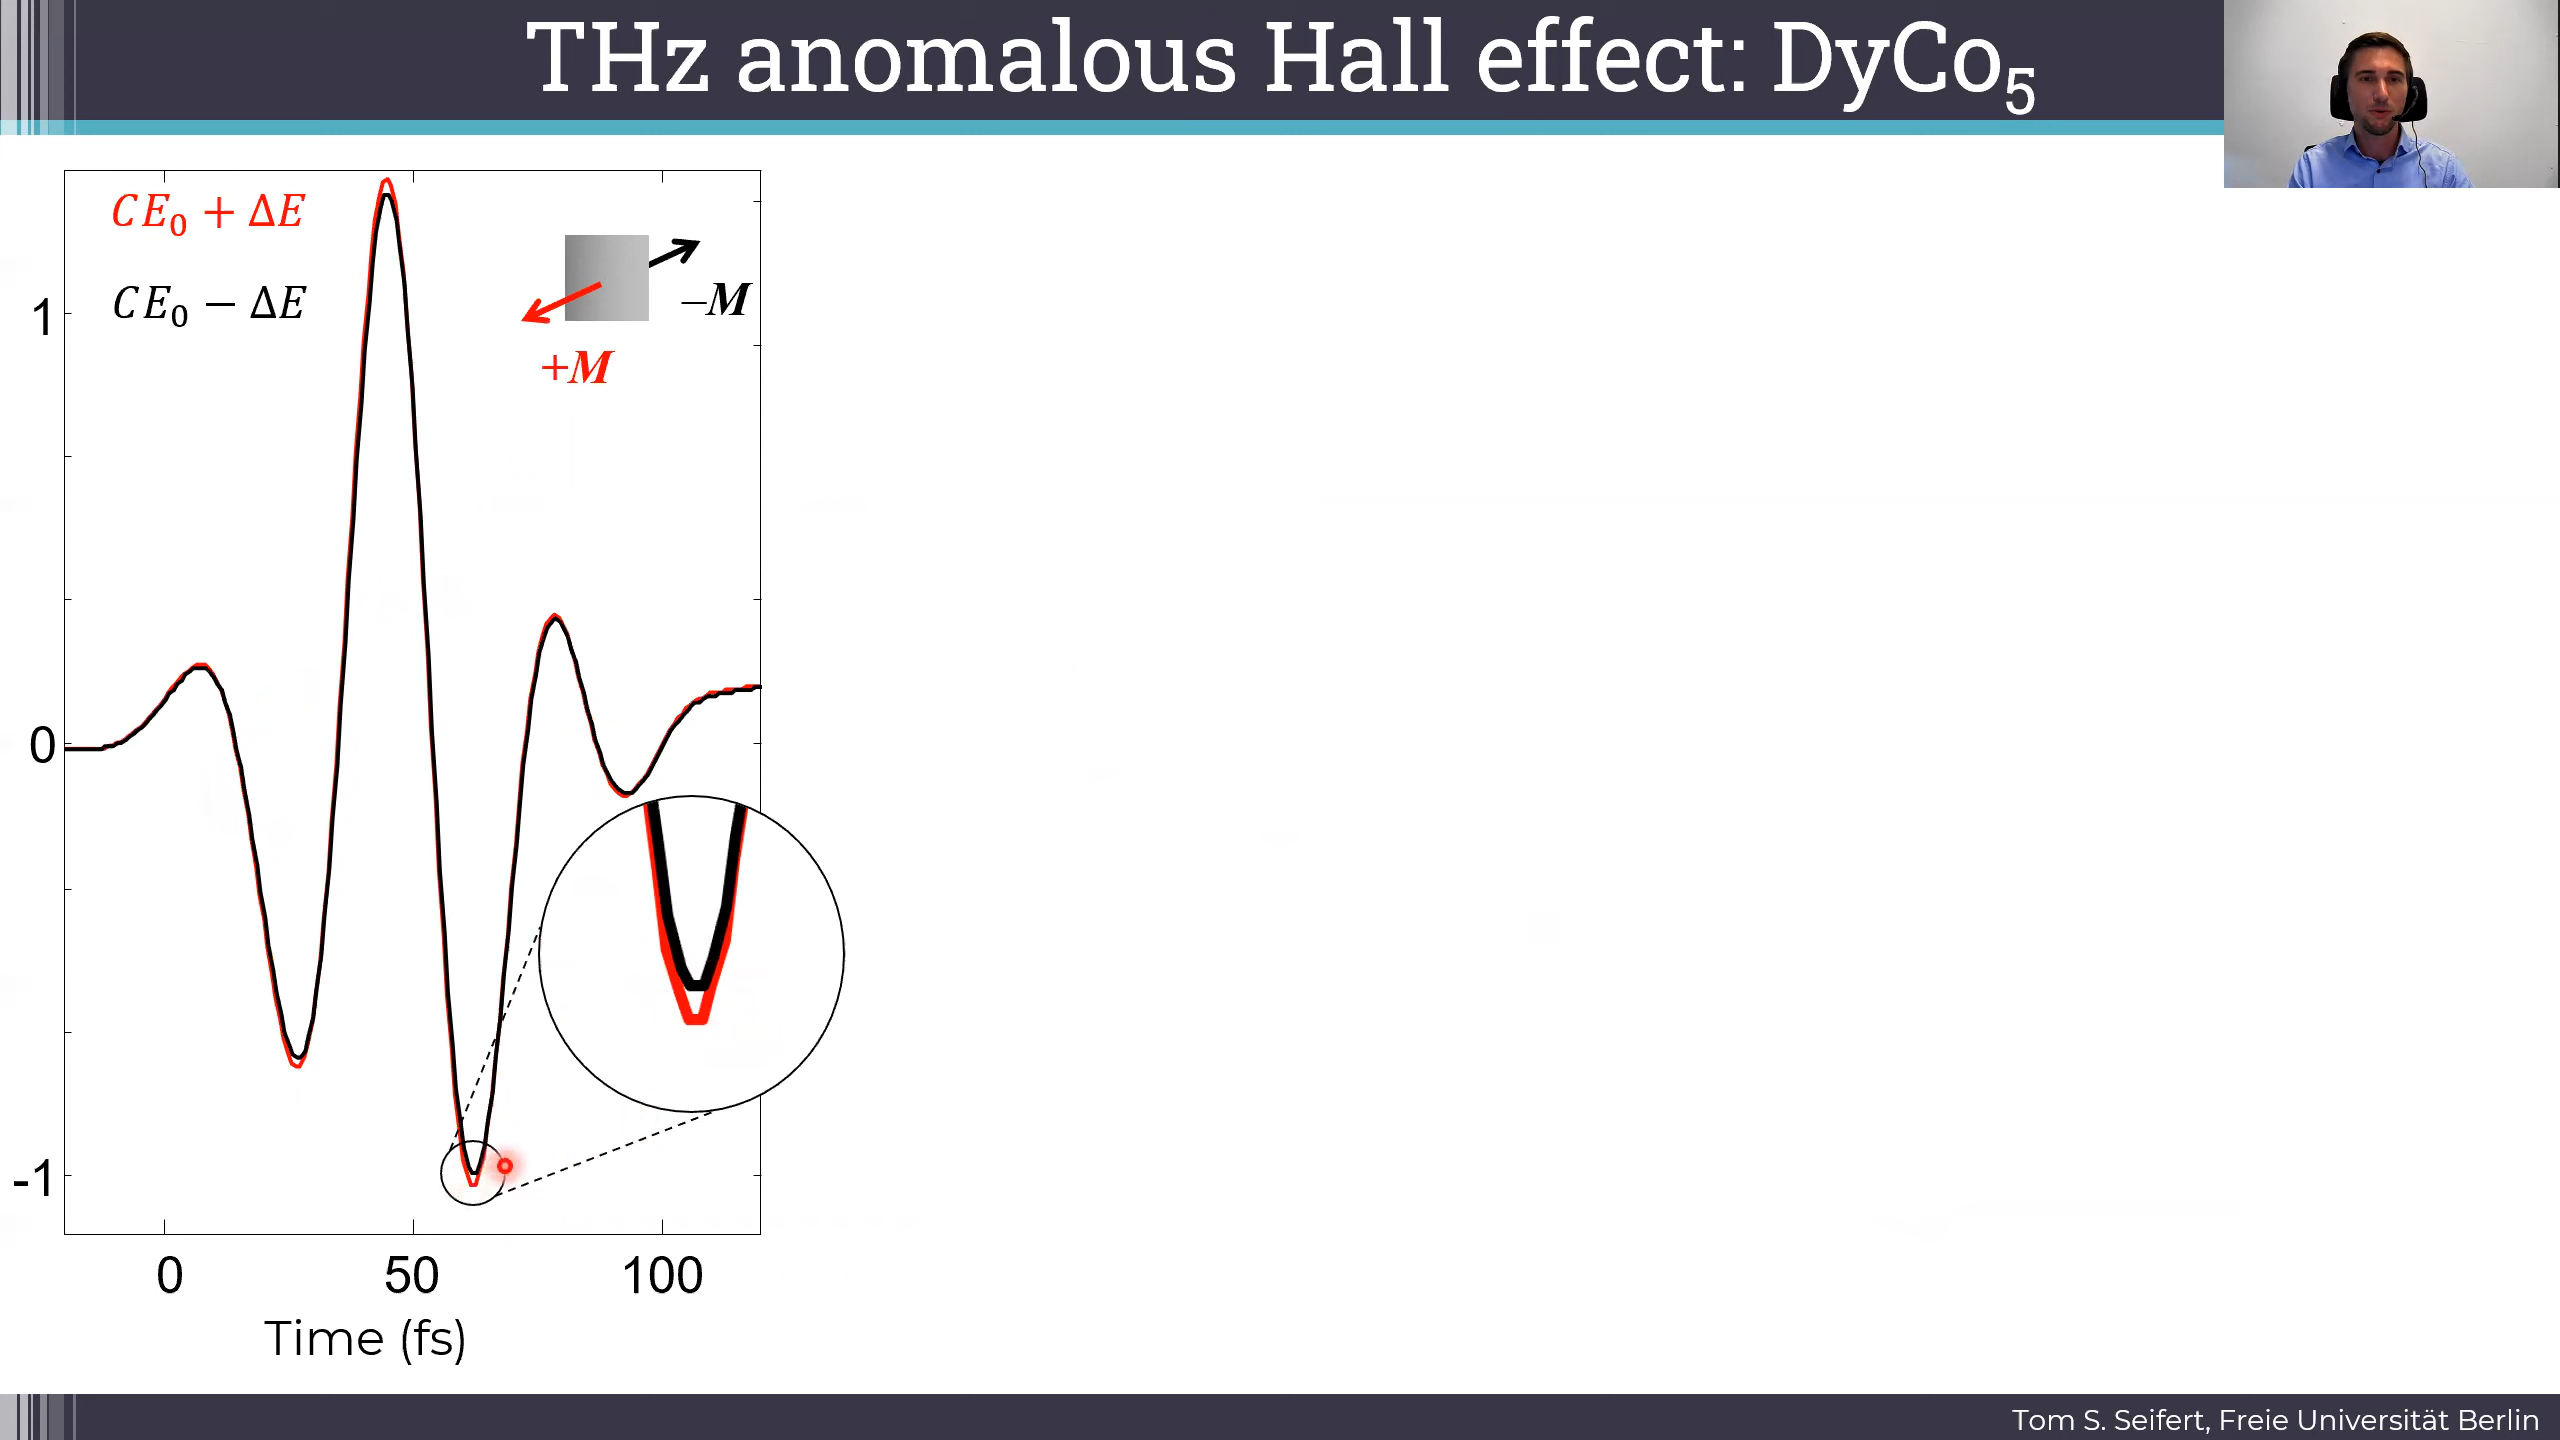 THz anomalous Hall effect: DyCo₅
CE₀ + ΔE
CE₀ − ΔE
–M
+M
1
0
-1
0 50 100
Time (fs)
Tom S. Seifert, Freie Universität Berlin